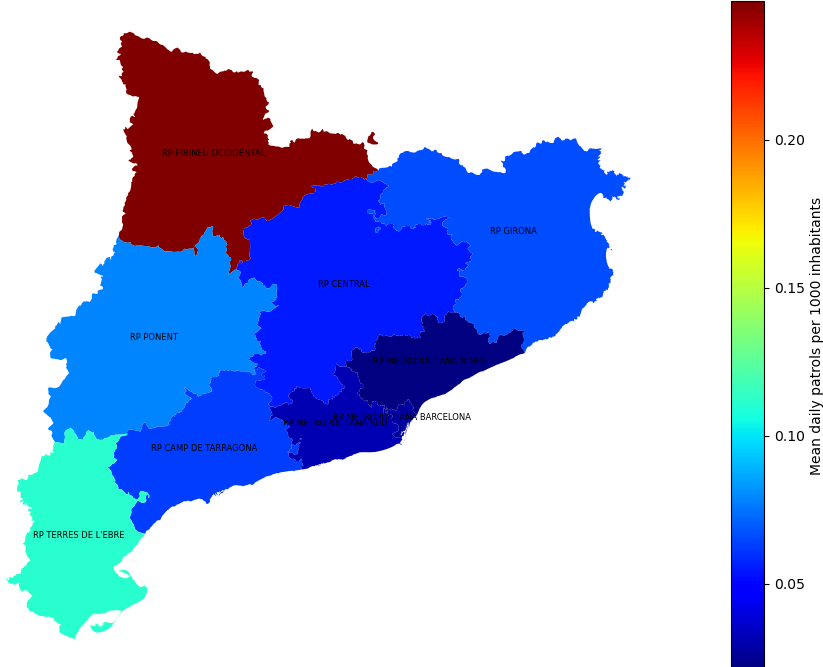 RP PIRINEU OCCIDENTAL
RP GIRONA
RP CENTRAL
RP PONENT
RP METROPOLITANA NORD
RP METROPOLITANA BARCELONA
RP METROPOLITANA SUD
RP CAMP DE TARRAGONA
RP TERRES DE L'EBRE
0.20
0.15
0.10
0.05
Mean daily patrols per 1000 inhabitants